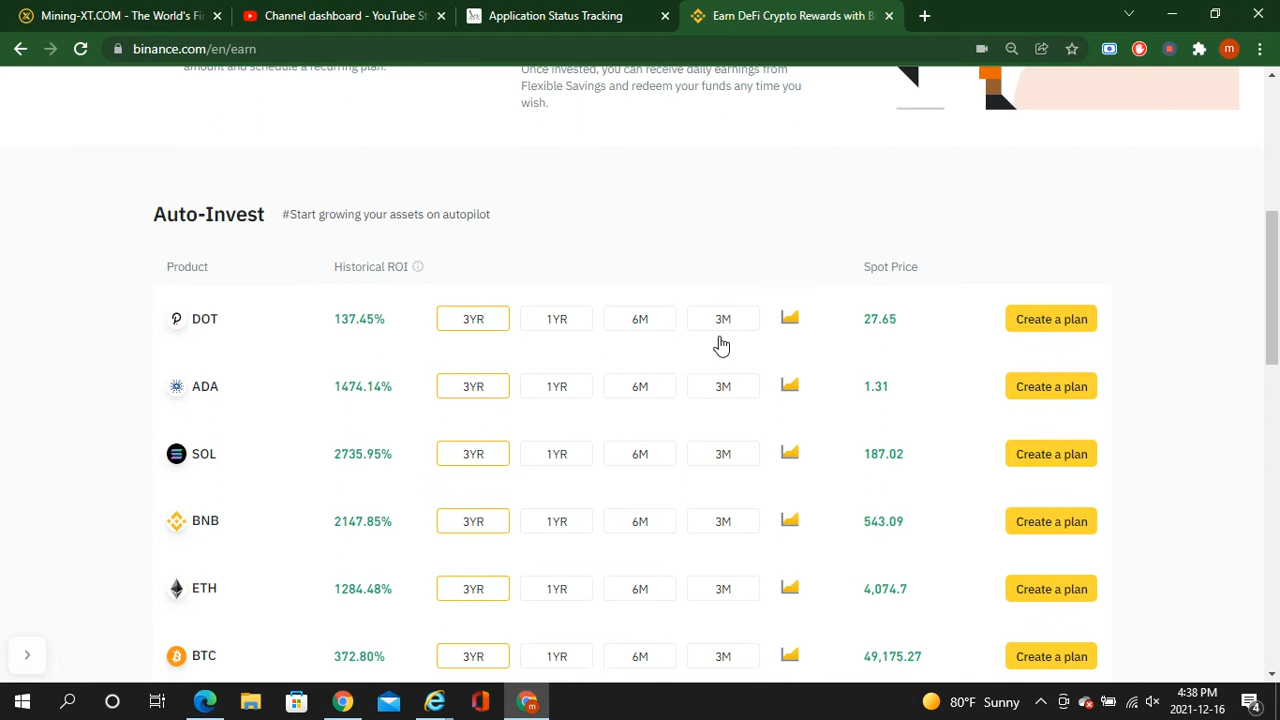 Mining-XT.COM - The World's Fi
Channel dashboard - YouTube St
Application Status Tracking
Earn DeFi Crypto Rewards with Bi
binance.com/en/earn
m
amount and schedule a recurring plan.
Once invested, you can receive daily earnings from
Flexible Savings and redeem your funds any time you
wish.
Auto-Invest #Start growing your assets on autopilot
Product Historical ROI Spot Price
DOT 137.45% 3YR 1YR 6M 3M 27.65 Create a plan
ADA 1474.14% 3YR 1YR 6M 3M 1.31 Create a plan
SOL 2735.95% 3YR 1YR 6M 3M 187.02 Create a plan
BNB 2147.85% 3YR 1YR 6M 3M 543.09 Create a plan
ETH 1284.48% 3YR 1YR 6M 3M 4,074.7 Create a plan
BTC 372.80% 3YR 1YR 6M 3M 49,175.27 Create a plan
80°F Sunny
4:38 PM
2021-12-16
4